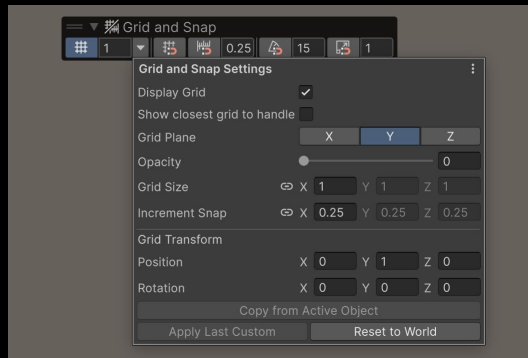 Grid and Snap
1 0.25 15 1
Grid and Snap Settings
Display Grid
Show closest grid to handle
Grid Plane X Y Z
Opacity 0
Grid Size X 1 Y 1 Z 1
Increment Snap X 0.25 Y 0.25 Z 0.25
Grid Transform
Position X 0 Y 1 Z 0
Rotation X 0 Y 0 Z 0
Copy from Active Object
Apply Last Custom Reset to World